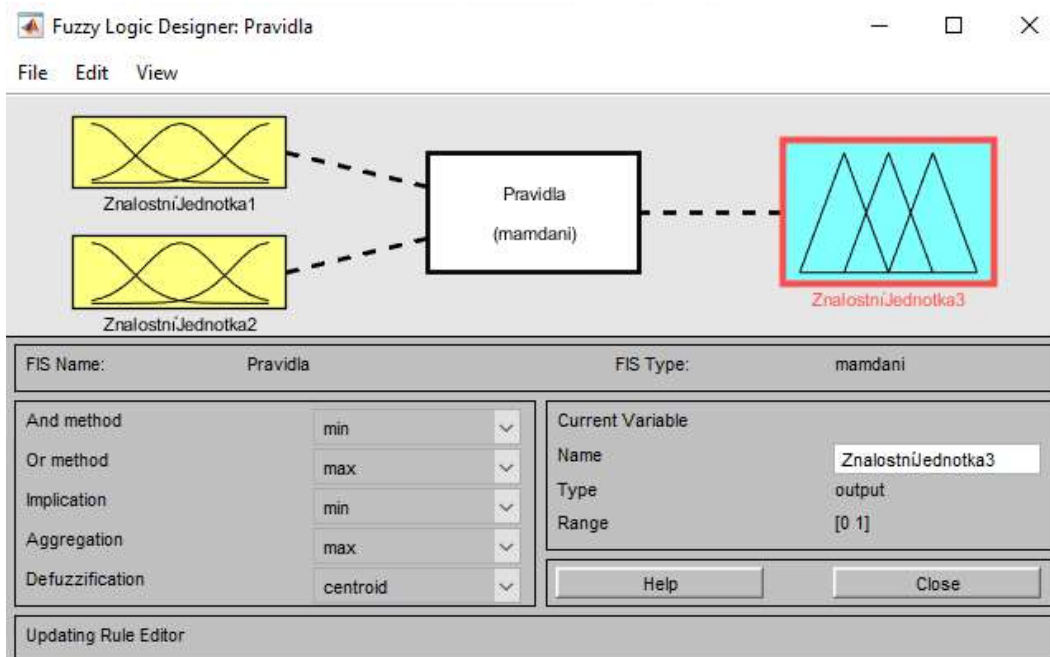 Fuzzy Logic Designer: Pravidla
File Edit View
ZnalostníJednotka1
Pravidla
(mamdani)
ZnalostníJednotka2
ZnalostníJednotka3
FIS Name: Pravidla FIS Type: mamdani
And method min
Or method max
Implication min
Aggregation max
Defuzzification centroid
Current Variable
Name ZnalostníJednotka3
Type output
Range [0 1]
Help Close
Updating Rule Editor